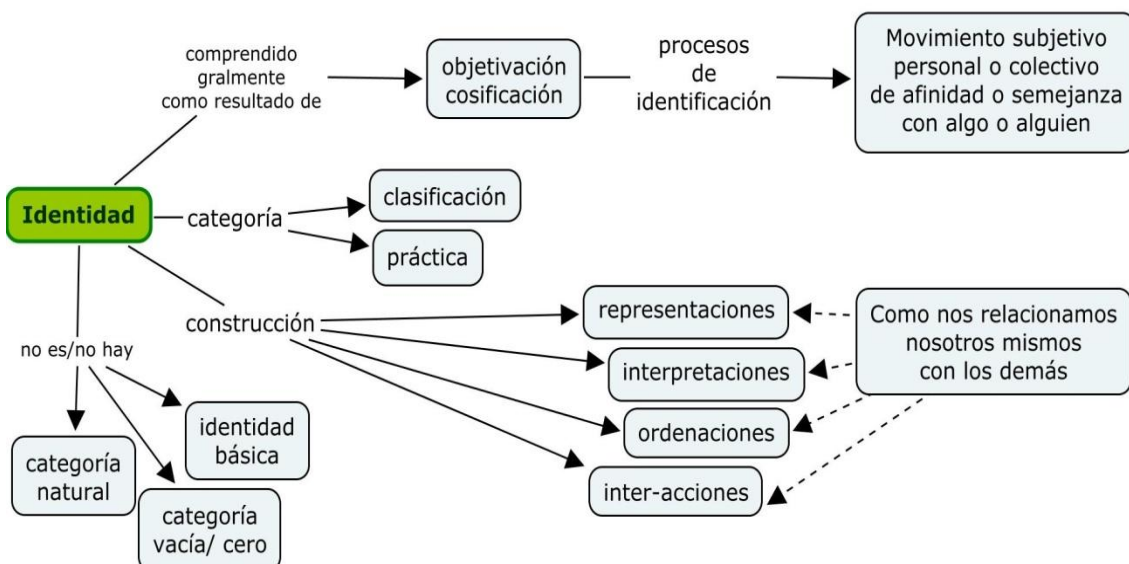 comprendido
gralmente
como resultado de
objetivación
cosificación
procesos
de
identificación
Movimiento subjetivo
personal o colectivo
de afinidad o semejanza
con algo o alguien
Identidad
categoría
clasificación
práctica
construcción
representaciones
interpretaciones
ordenaciones
inter-acciones
Como nos relacionamos
nosotros mismos
con los demás
no es/no hay
identidad
básica
categoría
natural
categoría
vacía/ cero